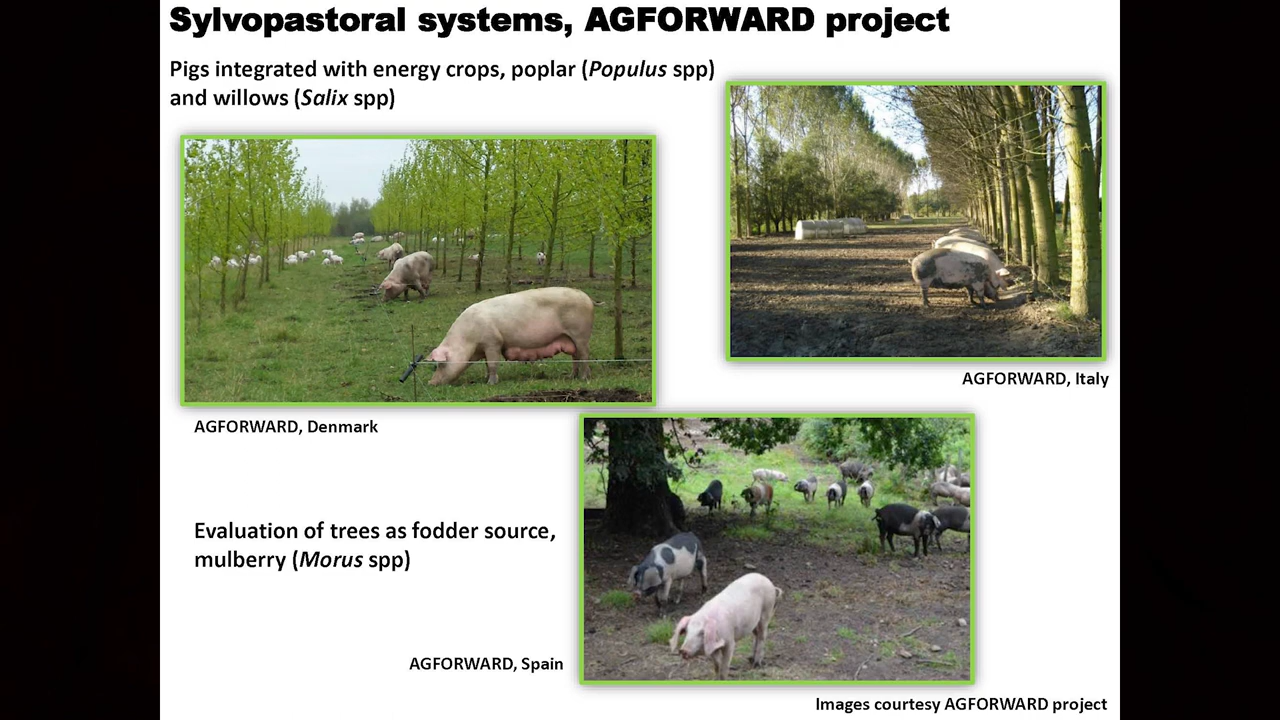 Sylvopastoral systems, AGFORWARD project
Pigs integrated with energy crops, poplar (Populus spp)
and willows (Salix spp)
AGFORWARD, Italy
AGFORWARD, Denmark
Evaluation of trees as fodder source,
mulberry (Morus spp)
AGFORWARD, Spain
Images courtesy AGFORWARD project